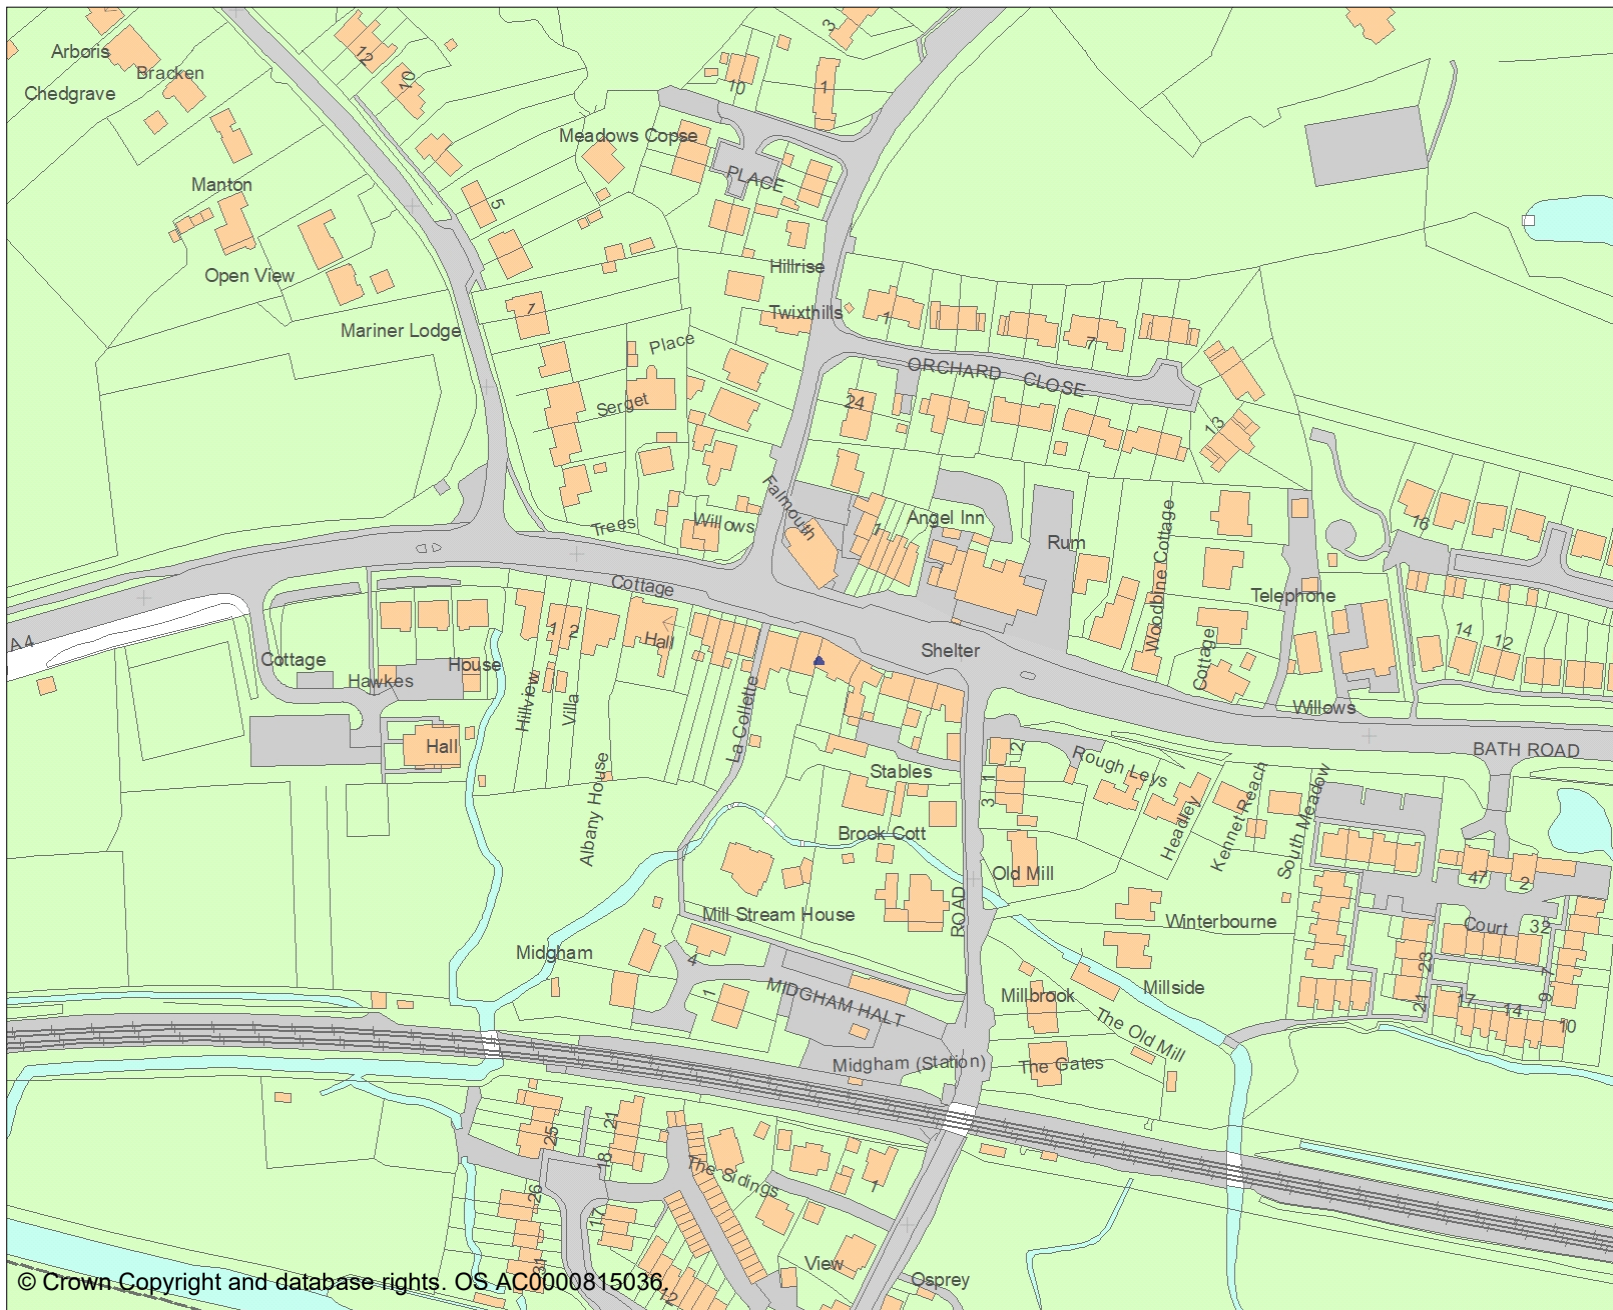 Arboris
Bracken
Chedgrave
12
10
3
10
1
Meadows Copse
PLACE
Manton
5
Open View
Hillrise
Mariner Lodge
1
Twixthills
1
Place
7
ORCHARD CLOSE
Serget
24
13
Falmouth
Trees
Willows
1
Angel Inn
Rum
Woodbine Cottage
16
Cottage
Telephone
A4
1
2
Hall
Shelter
14
12
Cottage
House
Hawkes
Hillview
Villa
La Collette
Cottage
Willows
Hall
BATH ROAD
Albany House
Stables
2
1
3
Rough Leys
Headley
Kennet Reach
South Meadow
Brook Cott
Old Mill
47
2
Mill Stream House
ROAD
Winterbourne
Court
32
Midgham
4
1
MIDGHAM HALT
Millbrook
Millside
23
21
7
9
17
14
10
The Old Mill
Midgham (Station)
The Gates
25
21
18
The Sidings
26
17
1
31
View
Osprey
12
© Crown Copyright and database rights. OS AC0000815036.